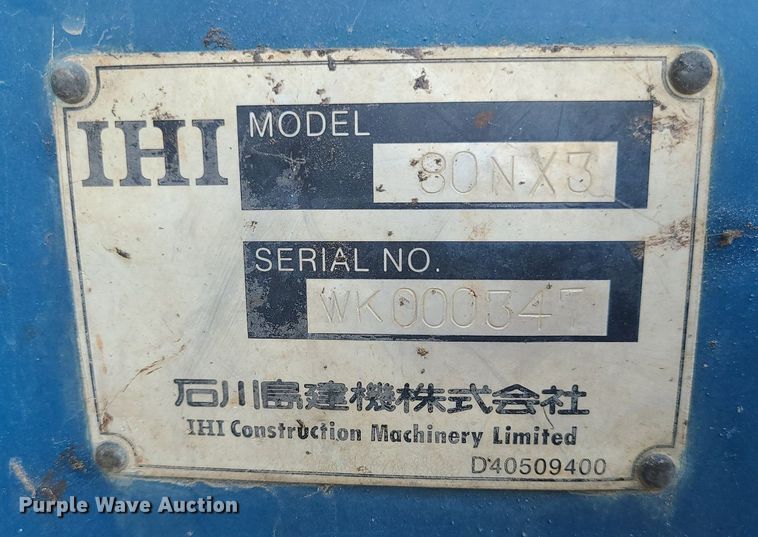 IHI
MODEL
80NX3
SERIAL NO.
WK000347
石川島建機株式会社
IHI Construction Machinery Limited
D40509400
Purple Wave Auction